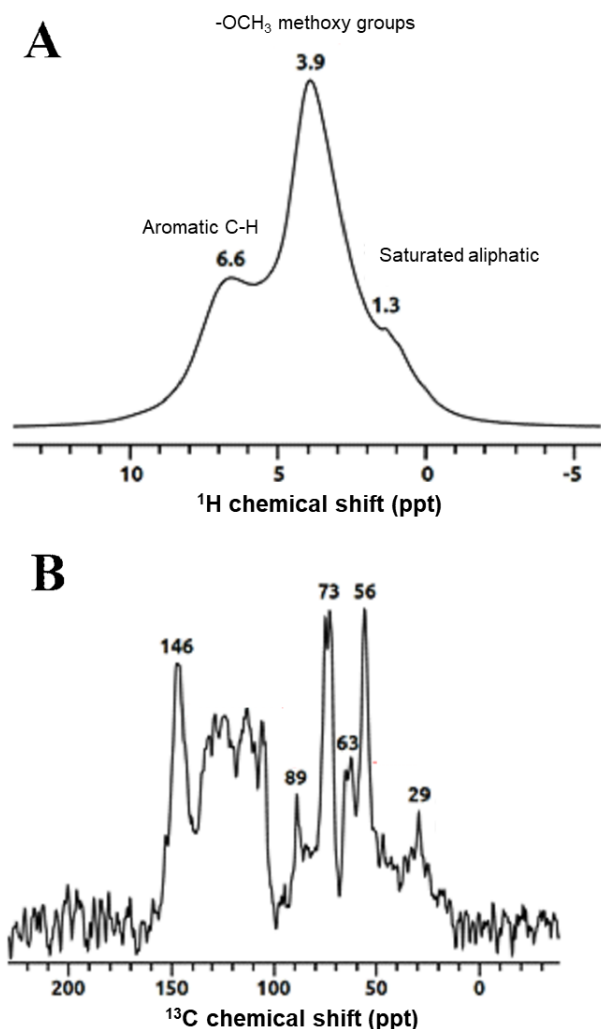 A
-OCH₃ methoxy groups
3.9
Aromatic C-H
6.6
Saturated aliphatic
1.3
10 5 0 -5
¹H chemical shift (ppt)
B
73 56
146
63
89
29
200 150 100 50 0
¹³C chemical shift (ppt)